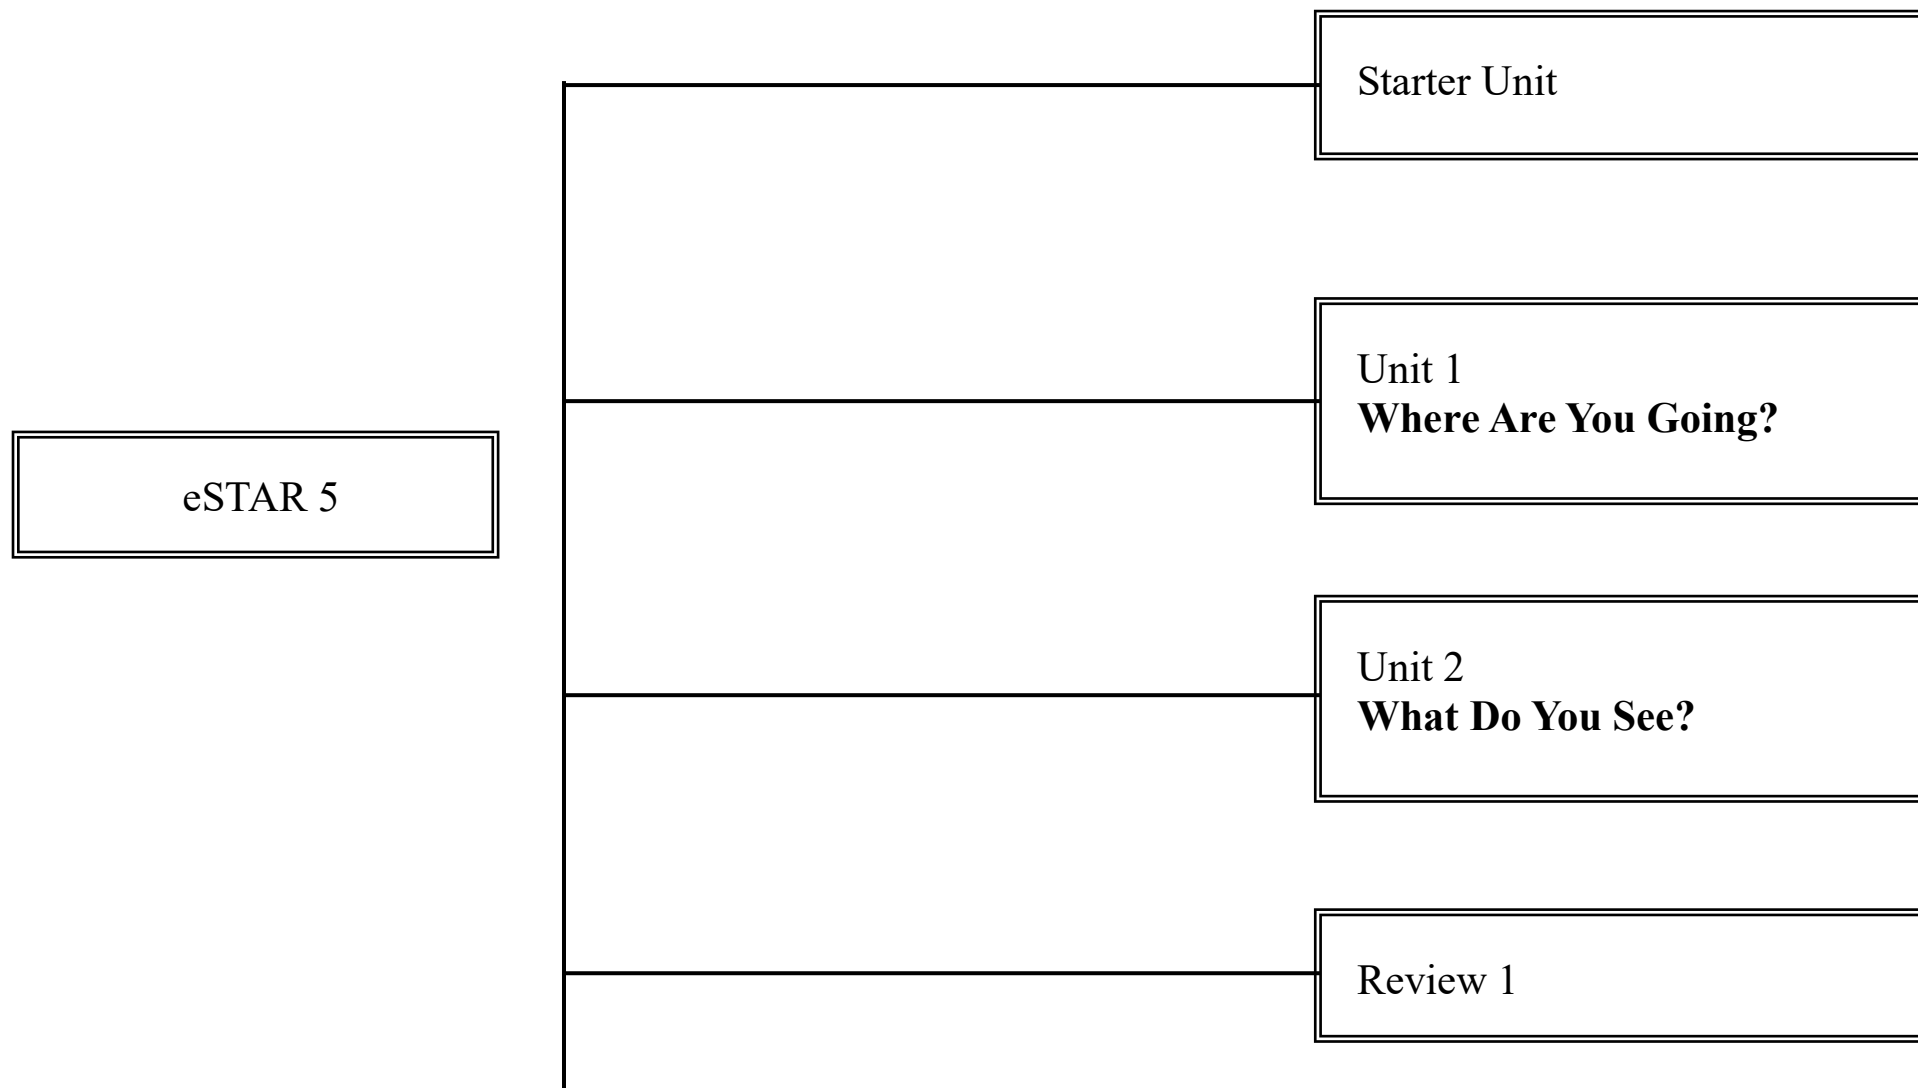 Starter Unit
Unit 1
Where Are You Going?
eSTAR 5
Unit 2
What Do You See?
Review 1